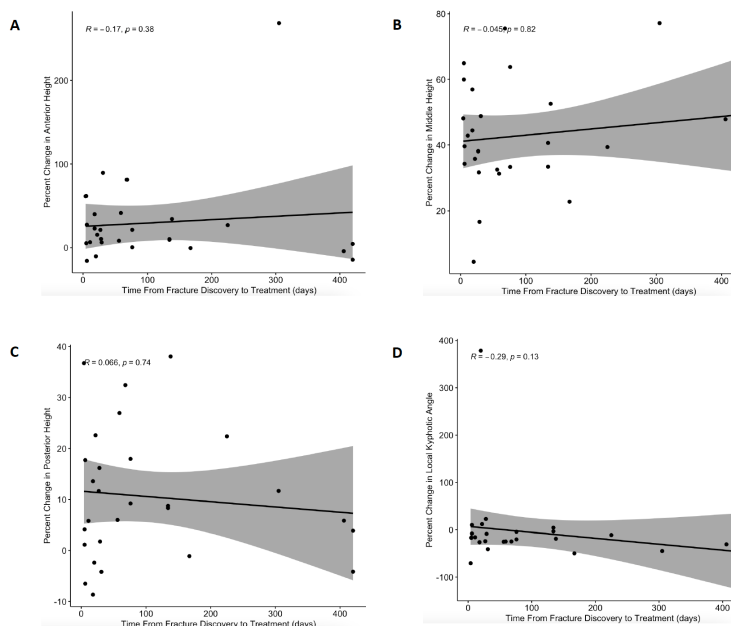 A
R = −0.17, p = 0.38
Percent Change in Anterior Height
200
100
0
0
100
200
300
400
Time From Fracture Discovery to Treatment (days)
B
R = −0.045, p = 0.82
Percent Change in Middle Height
80
60
40
20
0
100
200
300
400
Time From Fracture Discovery to Treatment (days)
C
R = 0.066, p = 0.74
Percent Change in Posterior Height
40
30
20
10
0
-10
0
100
200
300
400
Time From Fracture Discovery to Treatment (days)
D
R = −0.29, p = 0.13
Percent Change in Local Kyphotic Angle
400
300
200
100
0
-100
0
100
200
300
400
Time From Fracture Discovery to Treatment (days)